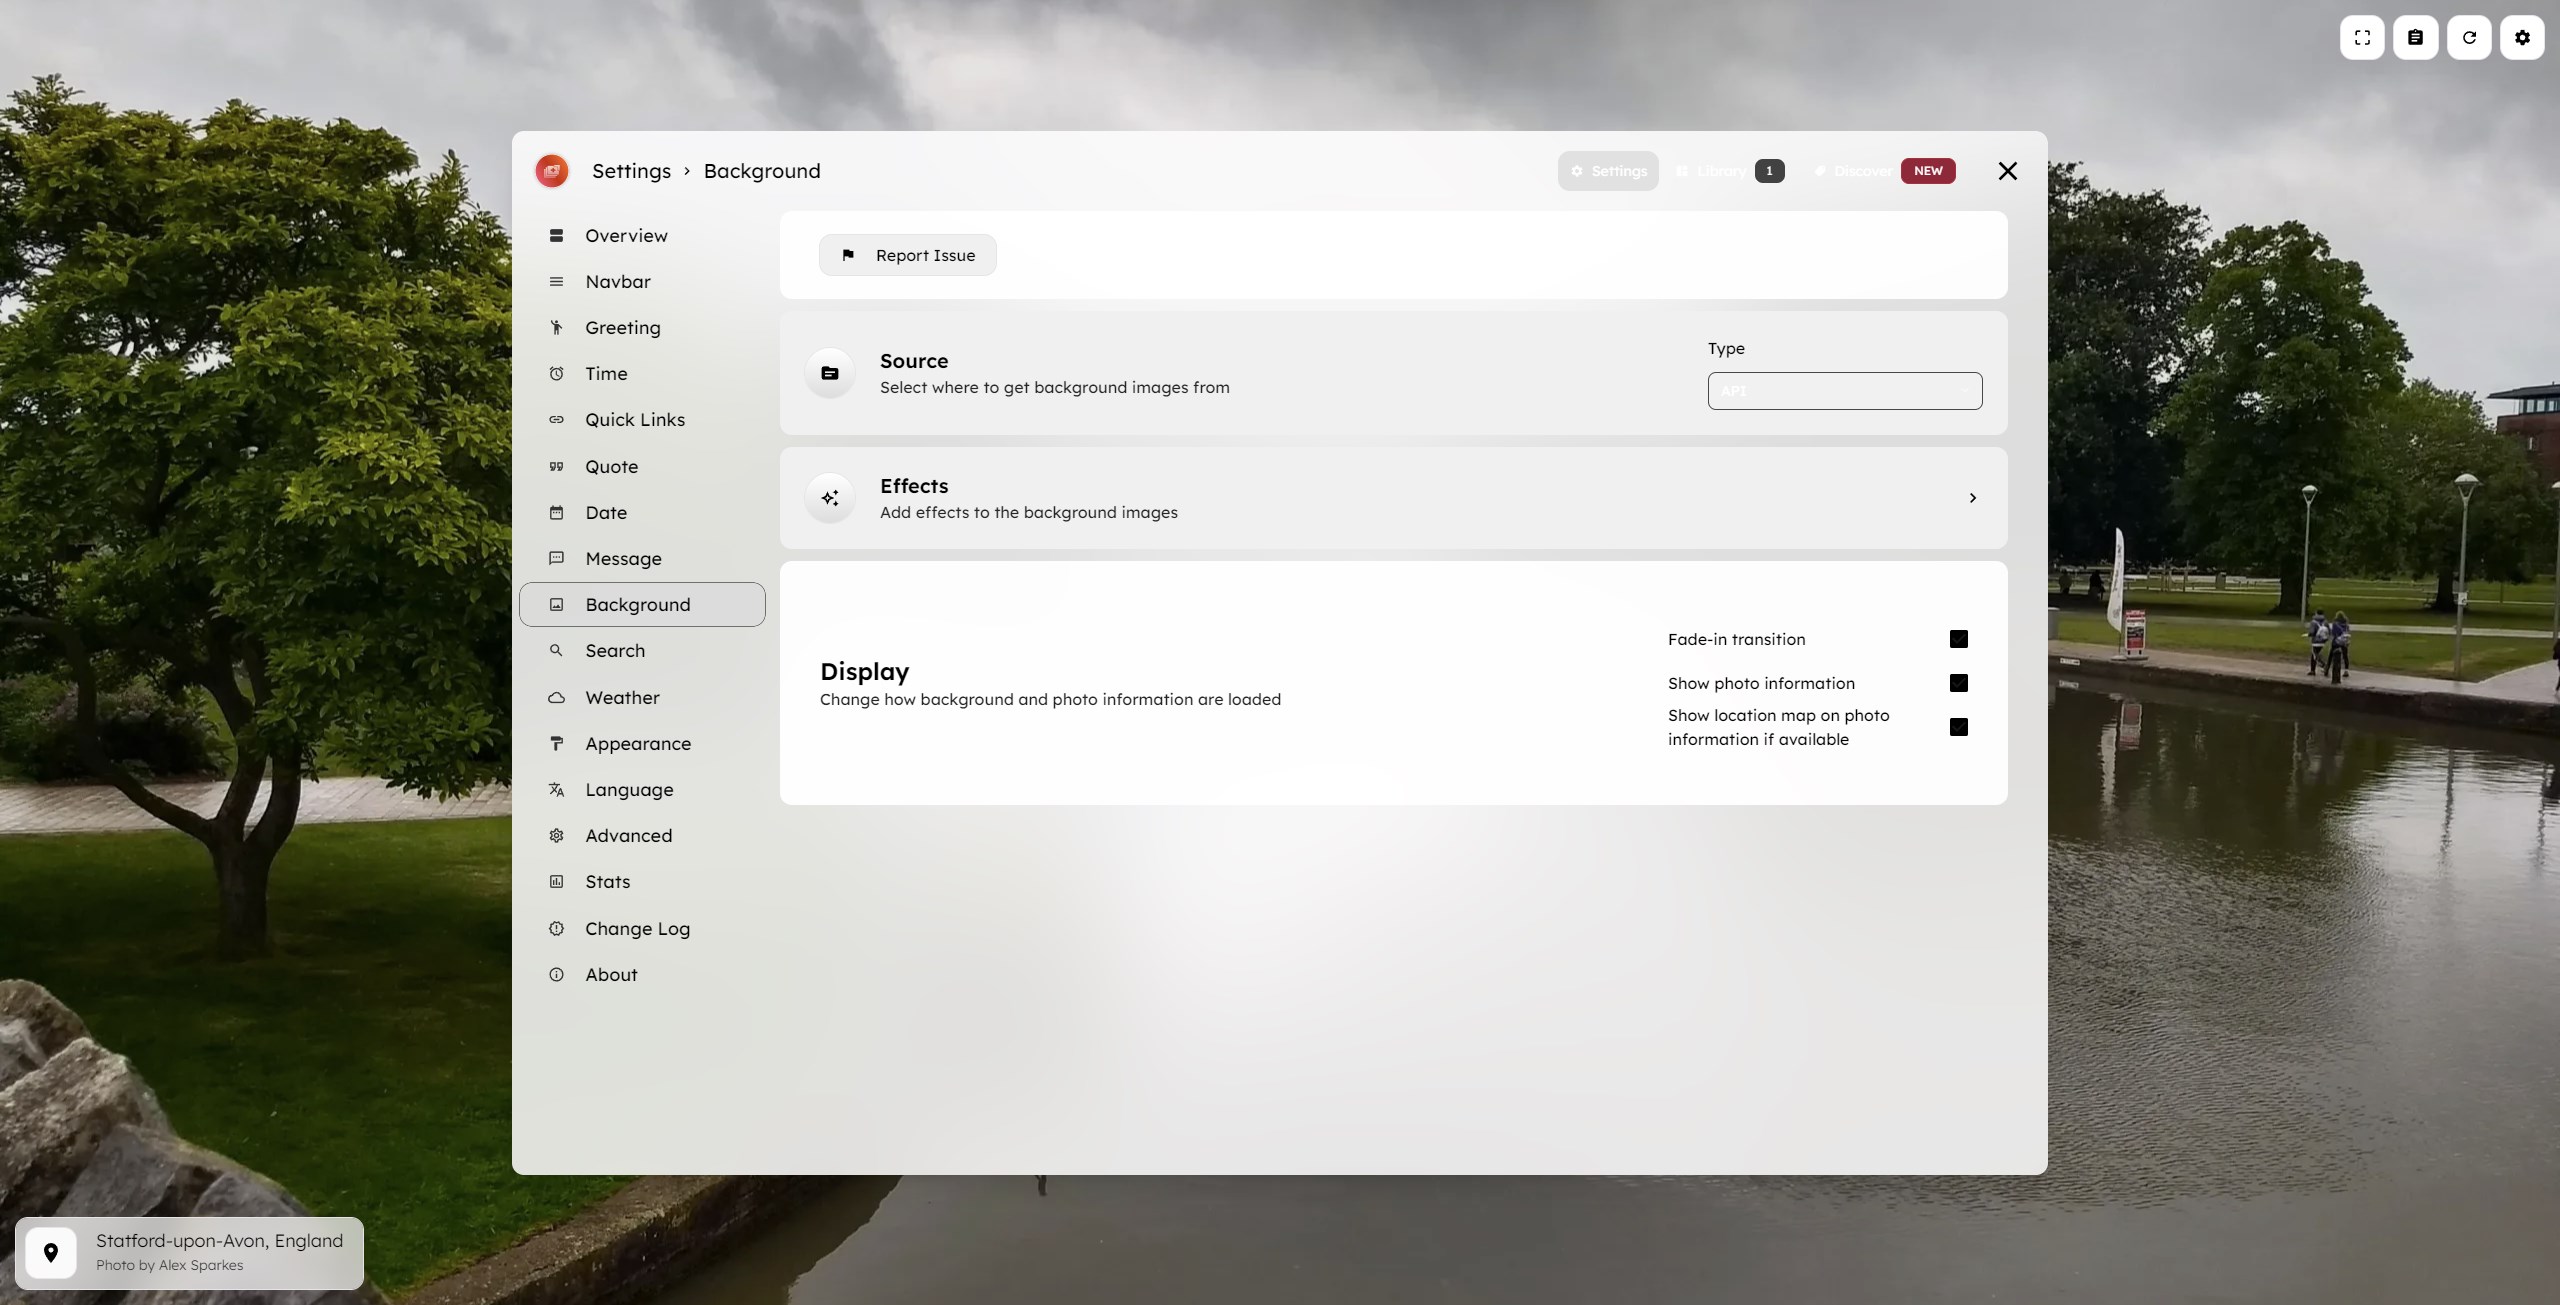 Settings › Background
Settings
Library 1
Discover NEW
Overview
Navbar
Greeting
Time
Quick Links
Quote
Date
Message
Background
Search
Weather
Appearance
Language
Advanced
Stats
Change Log
About
Report Issue
Source
Select where to get background images from
Type
API
Effects
Add effects to the background images
Display
Change how background and photo information are loaded
Fade-in transition
Show photo information
Show location map on photo
information if available
Statford-upon-Avon, England
Photo by Alex Sparkes